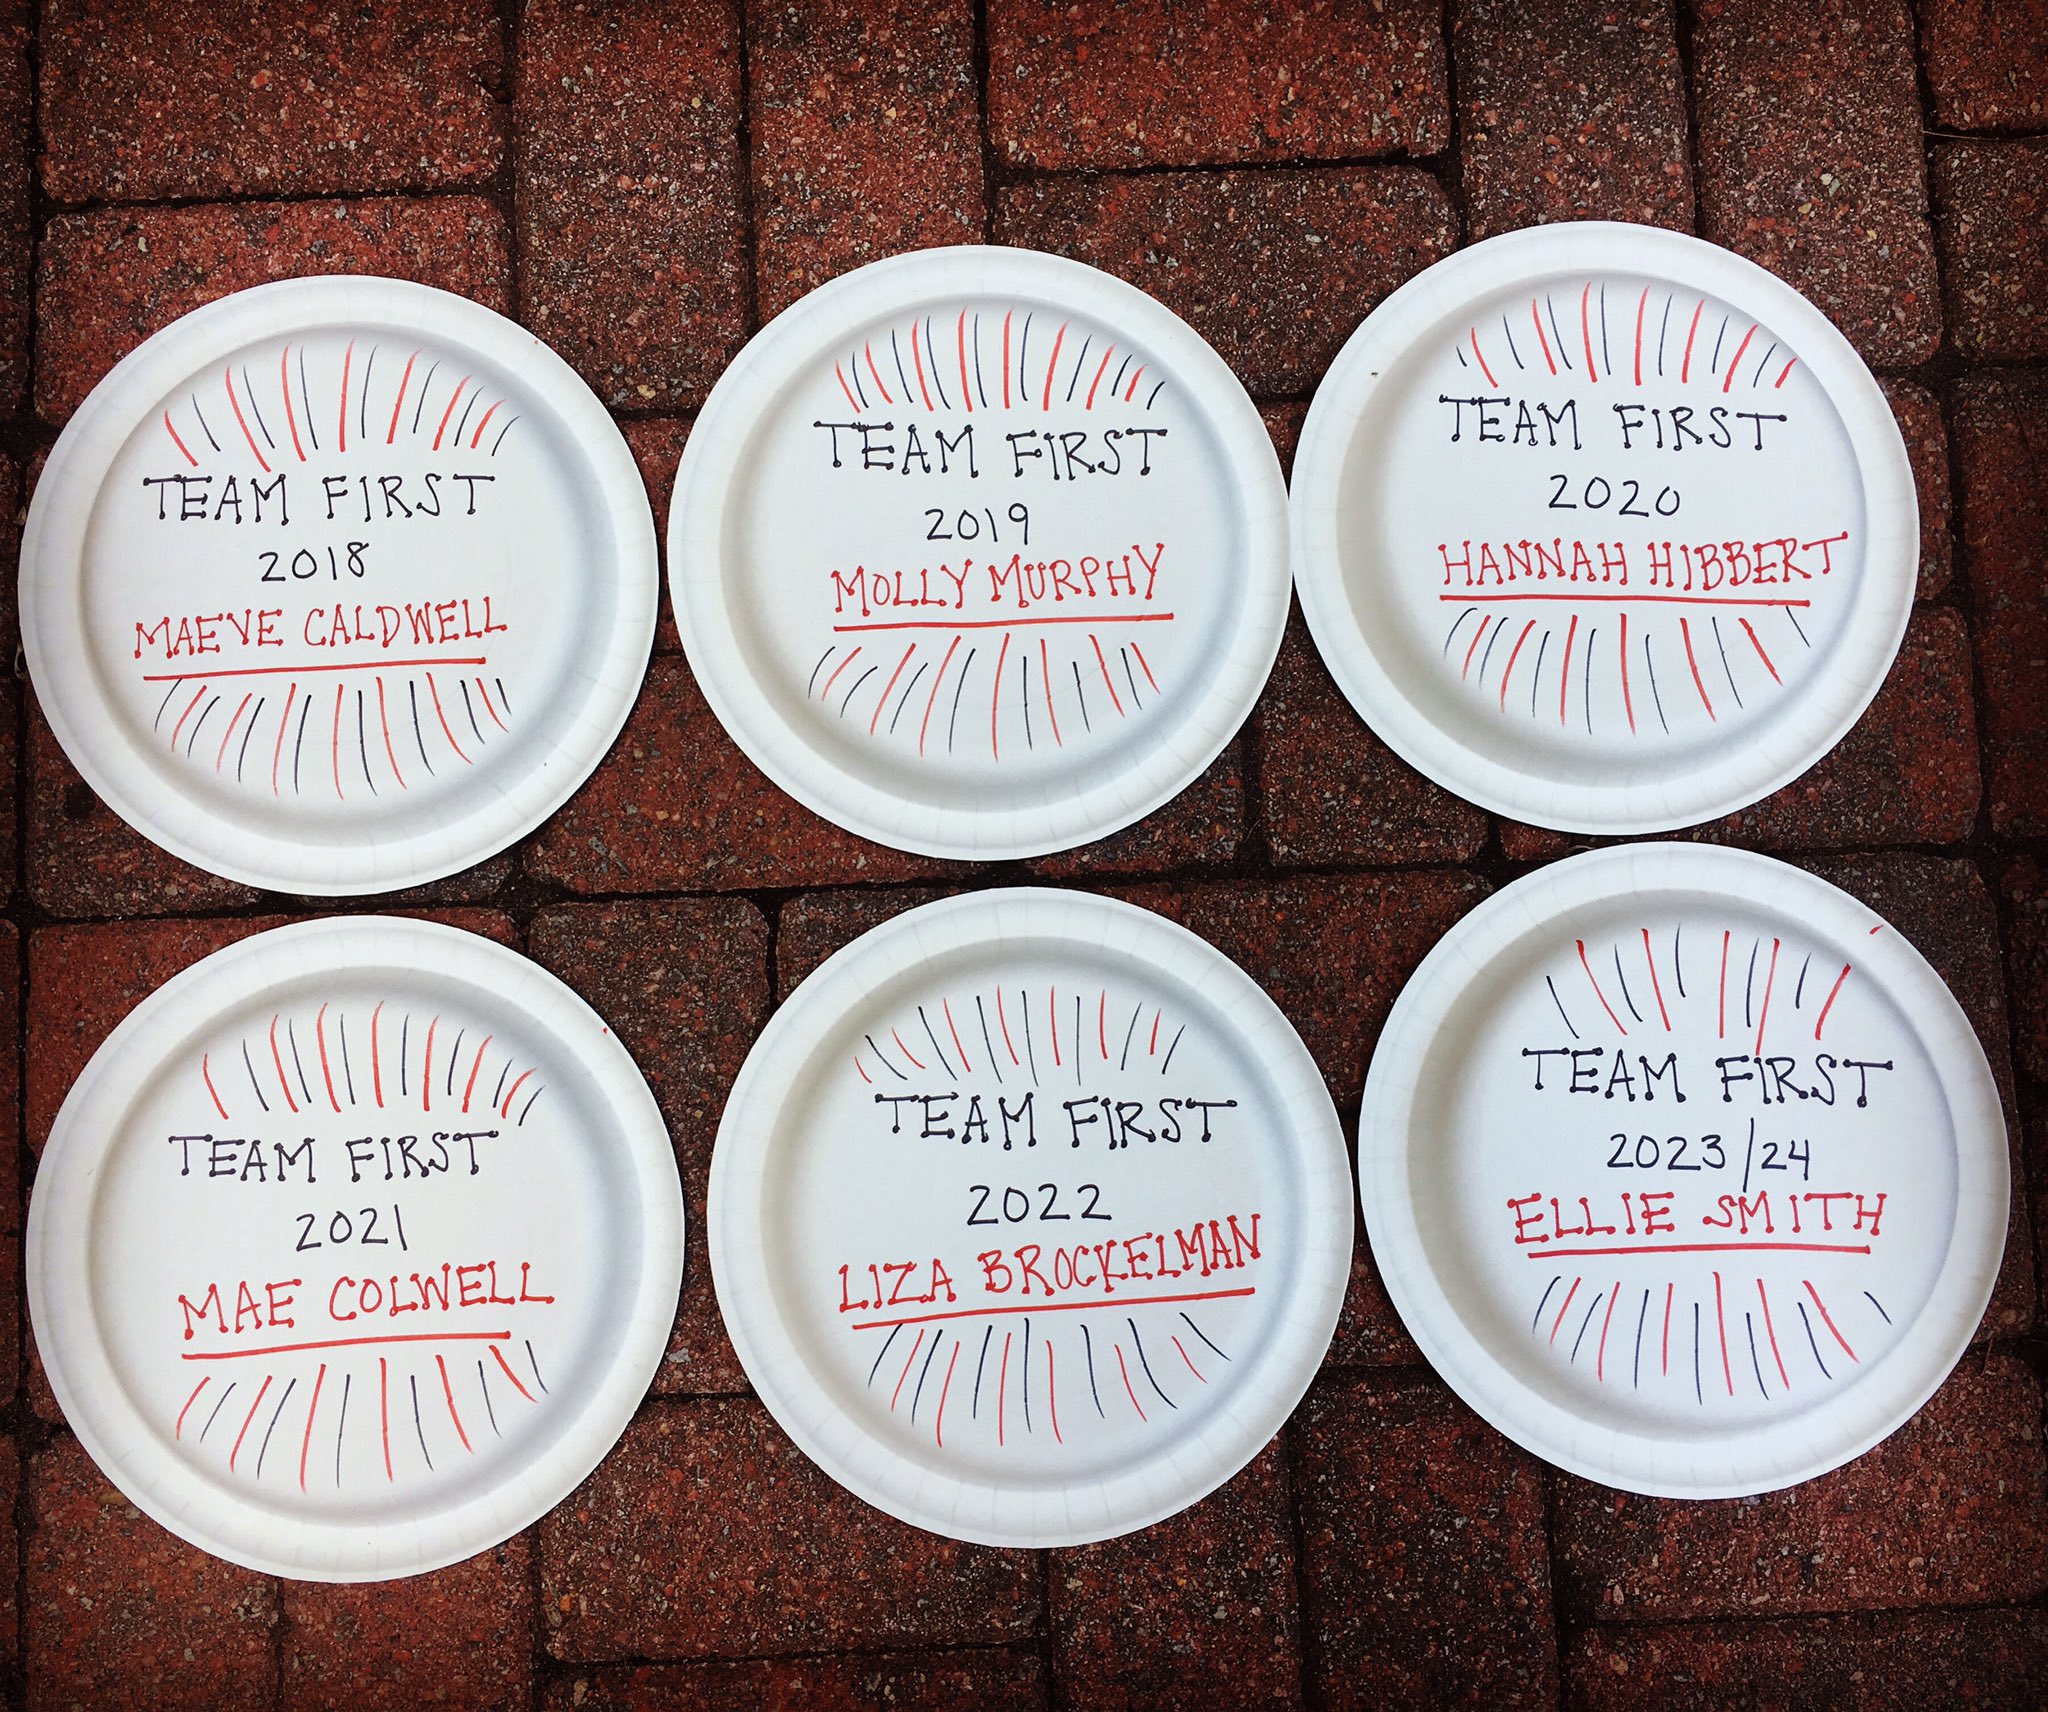 TEAM FIRST
2018
MAEVE CALDWELL
TEAM FIRST
2019
MOLLY MURPHY
TEAM FIRST
2020
HANNAH HIBBERT
TEAM FIRST
2021
MAE COLWELL
TEAM FIRST
2022
LIZA BROCKELMAN
TEAM FIRST
2023/24
ELLIE SMITH